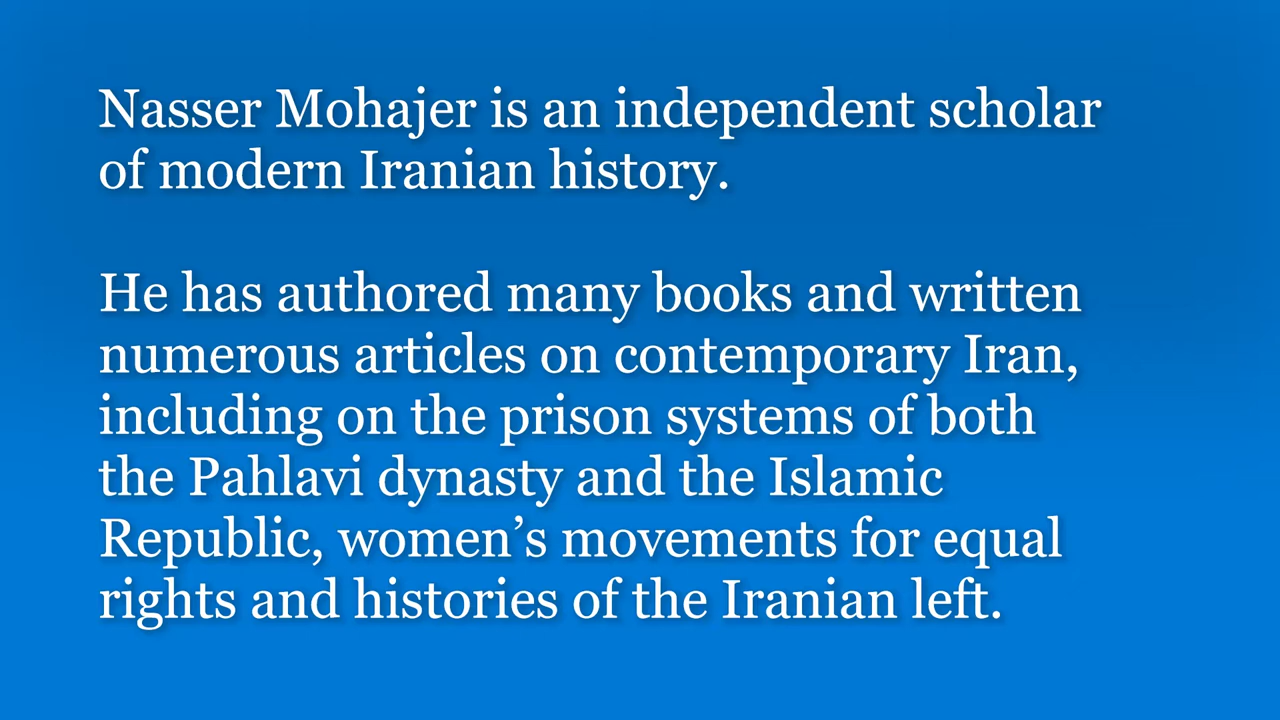 Nasser Mohajer is an independent scholar
of modern Iranian history.
He has authored many books and written
numerous articles on contemporary Iran,
including on the prison systems of both
the Pahlavi dynasty and the Islamic
Republic, women’s movements for equal
rights and histories of the Iranian left.